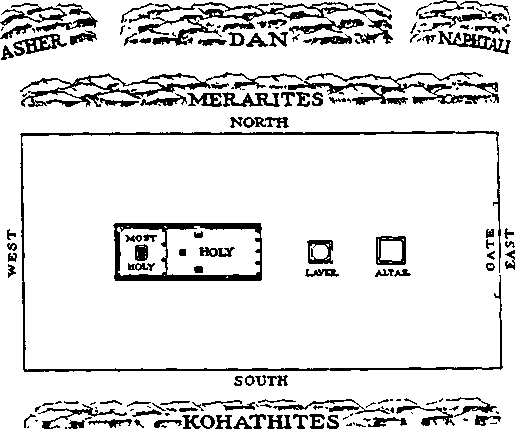 ASHER DAN NAPHTALI
MERARITES
NORTH
WEST
MOST
HOLY
HOLY
LAVER
ALTAR
GATE
EAST
SOUTH
KOHATHITES